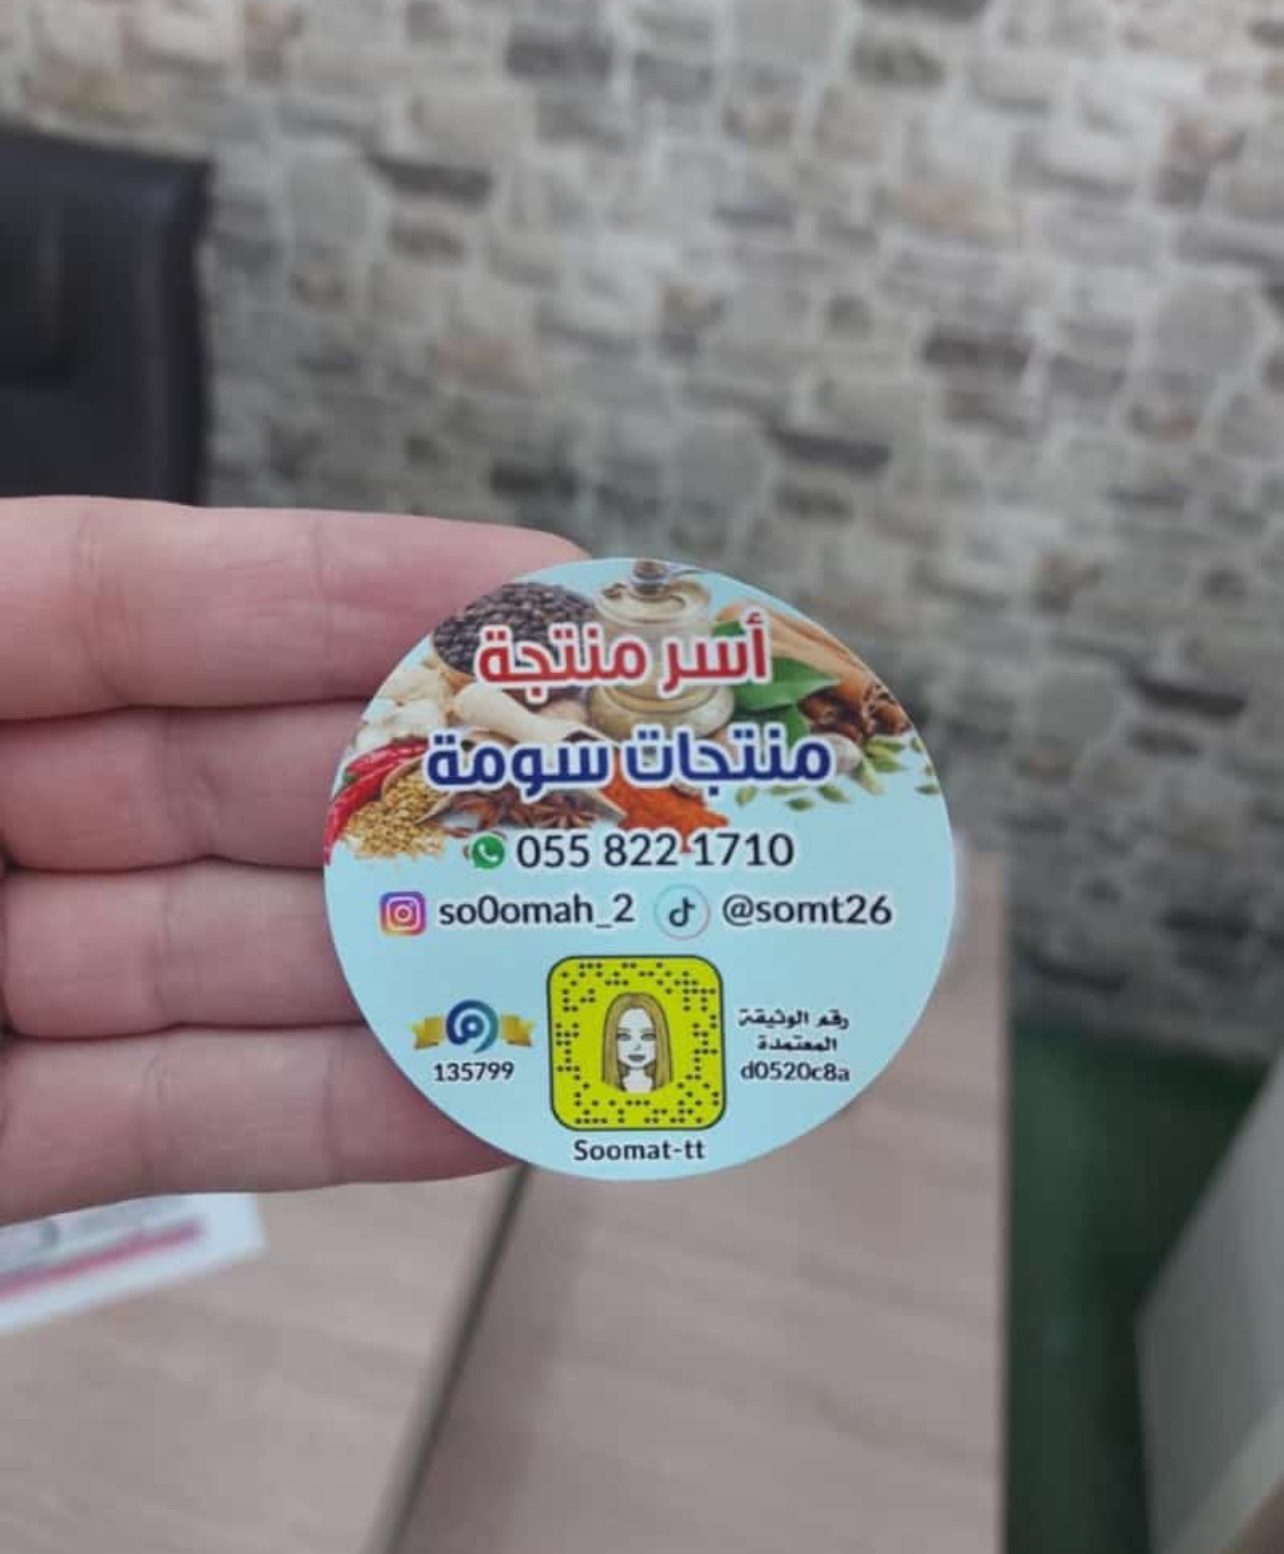 أسر منتجة
منتجات سومة
055 822 1710
so0omah_2 @somt26
رقم الوثيقة
المعتمدة
135799 d0520c8a
Soomat-tt